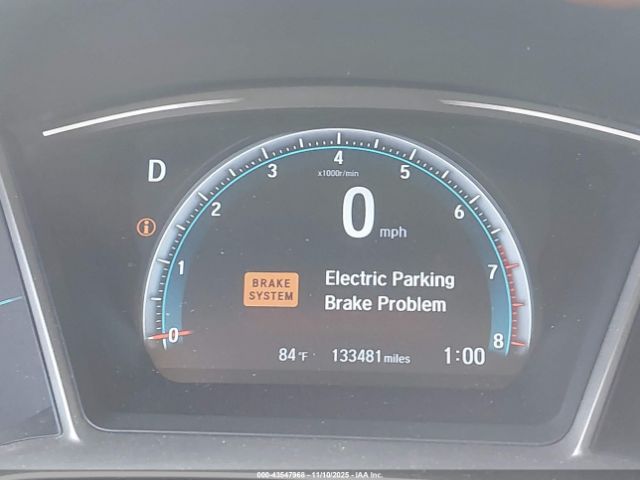 D
0
1
2
3
4
5
6
7
8
x1000r/min
0 mph
BRAKE
SYSTEM
Electric Parking
Brake Problem
84°F 133481 miles 1:00
000-43547968 - 11/10/2025 - IAA Inc.